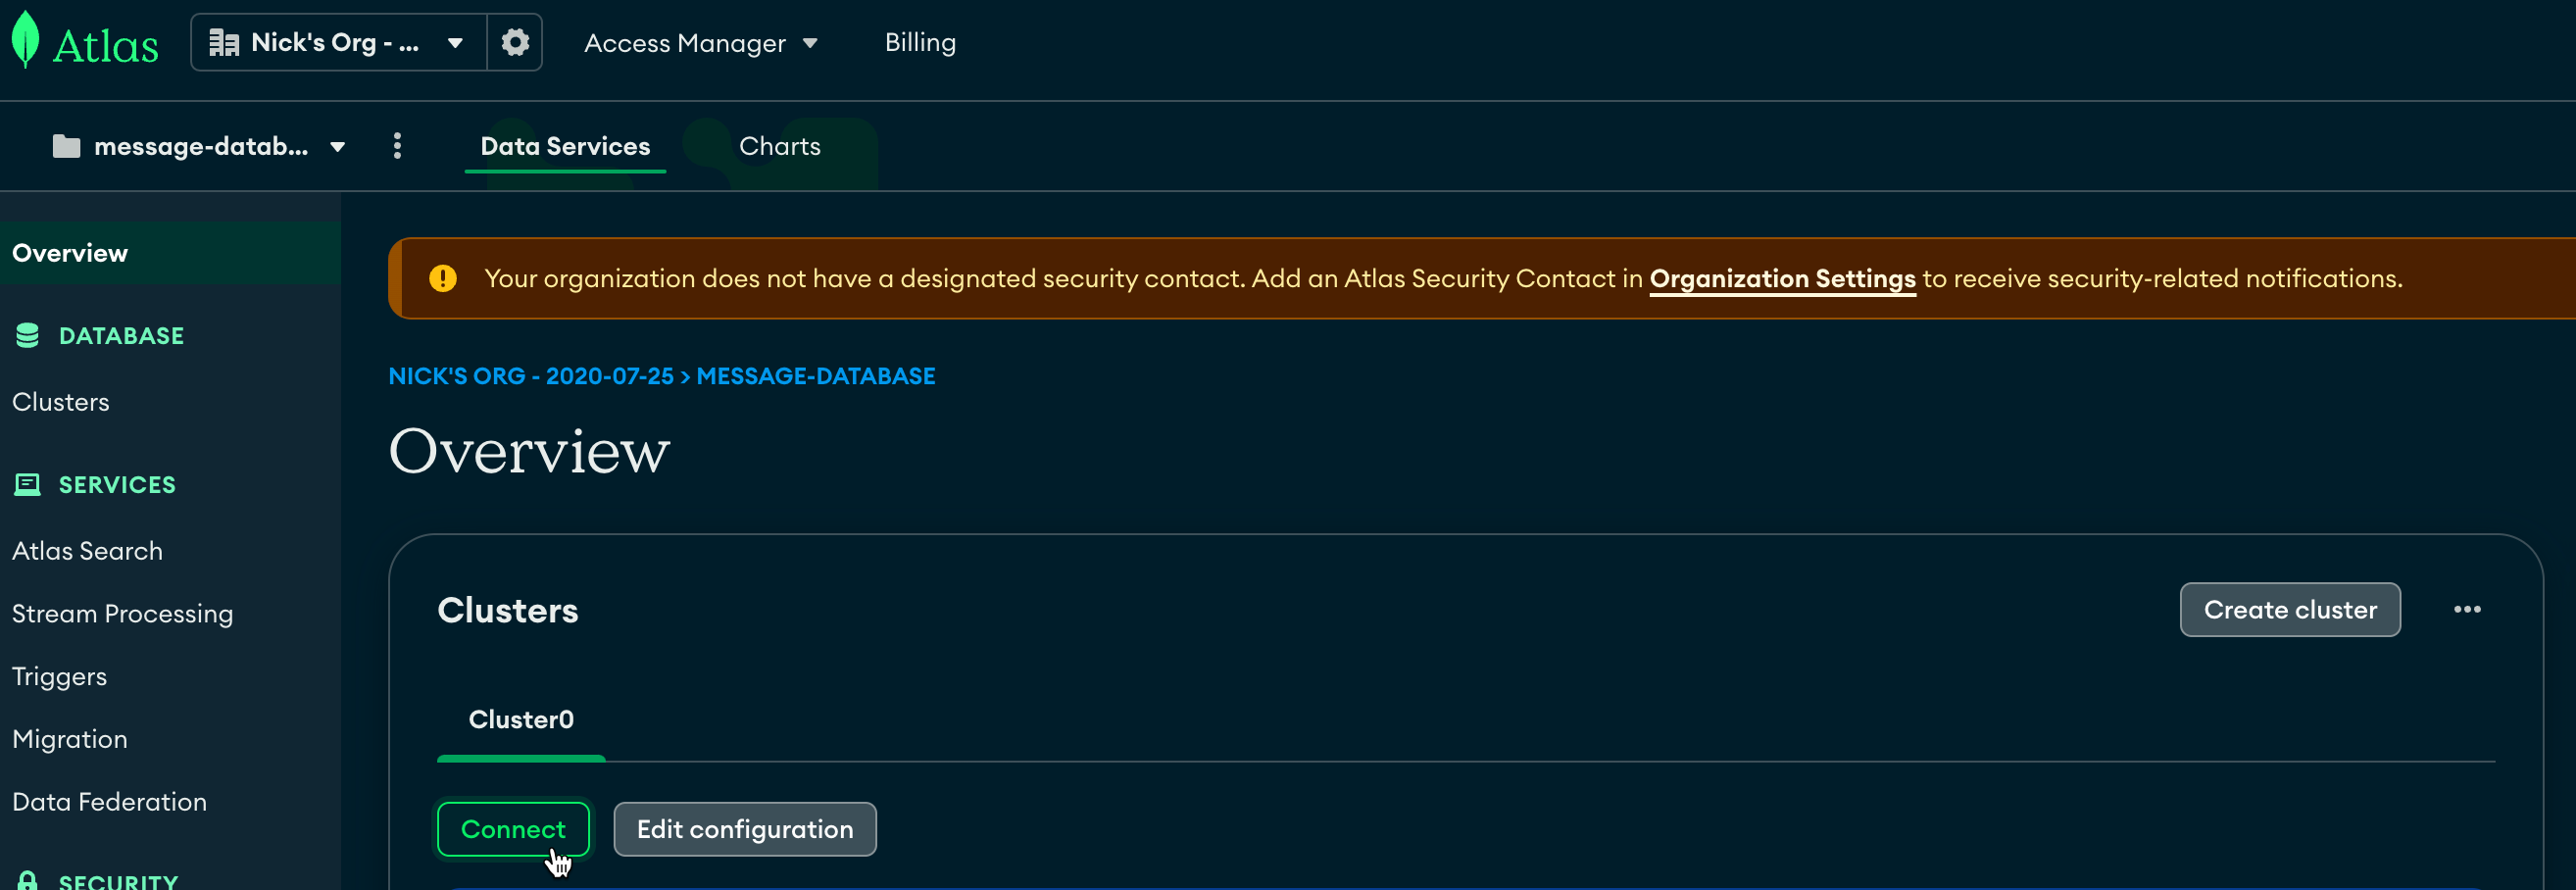 Atlas
Nick's Org - ...
Access Manager
Billing
message-datab...
Data Services
Charts
Overview
DATABASE
Clusters
SERVICES
Atlas Search
Stream Processing
Triggers
Migration
Data Federation
SECURITY
Your organization does not have a designated security contact. Add an Atlas Security Contact in Organization Settings to receive security-related notifications.
NICK'S ORG - 2020-07-25 > MESSAGE-DATABASE
Overview
Clusters
Create cluster
Cluster0
Connect
Edit configuration